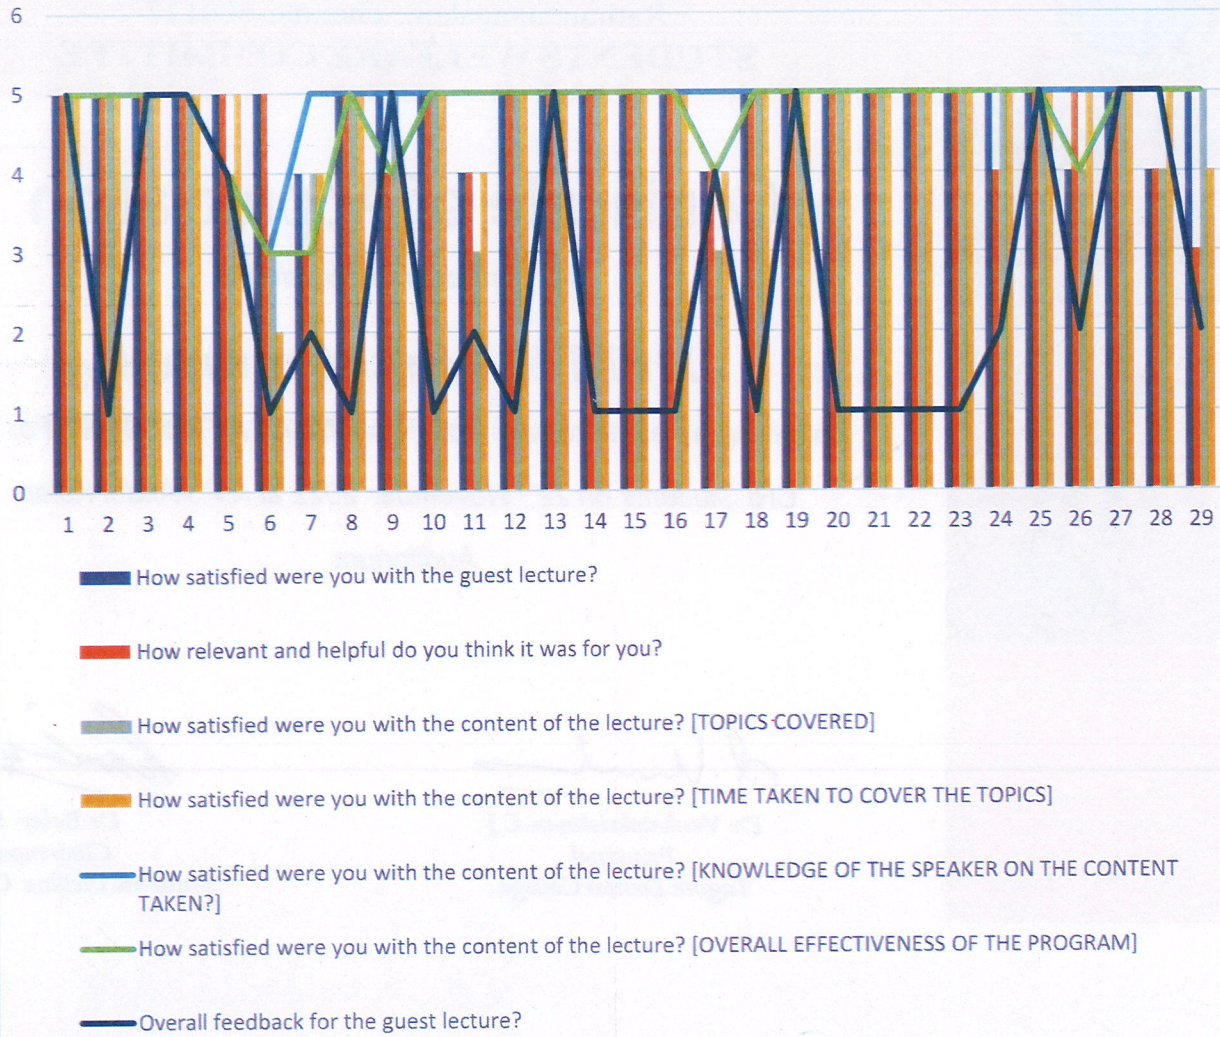 6
5
4
3
2
1
0
1 2 3 4 5 6 7 8 9 10 11 12 13 14 15 16 17 18 19 20 21 22 23 24 25 26 27 28 29
How satisfied were you with the guest lecture?
How relevant and helpful do you think it was for you?
How satisfied were you with the content of the lecture? [TOPICS COVERED]
How satisfied were you with the content of the lecture? [TIME TAKEN TO COVER THE TOPICS]
How satisfied were you with the content of the lecture? [KNOWLEDGE OF THE SPEAKER ON THE CONTENT
TAKEN?]
How satisfied were you with the content of the lecture? [OVERALL EFFECTIVENESS OF THE PROGRAM]
Overall feedback for the guest lecture?